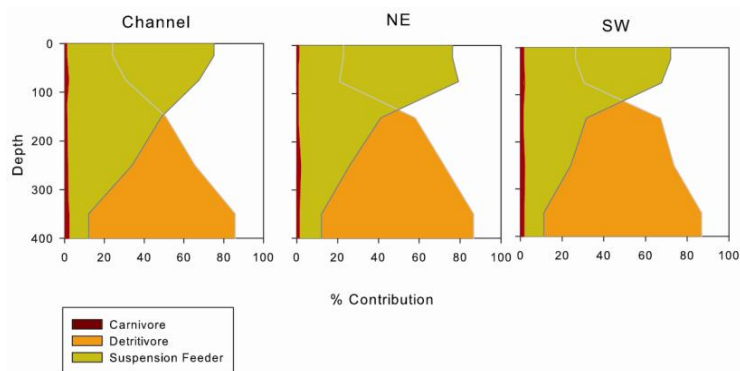 Channel
NE
SW
Depth
0
100
200
300
400
0 20 40 60 80 100
0 20 40 60 80 100
0 20 40 60 80 100
% Contribution
Carnivore
Detritivore
Suspension Feeder